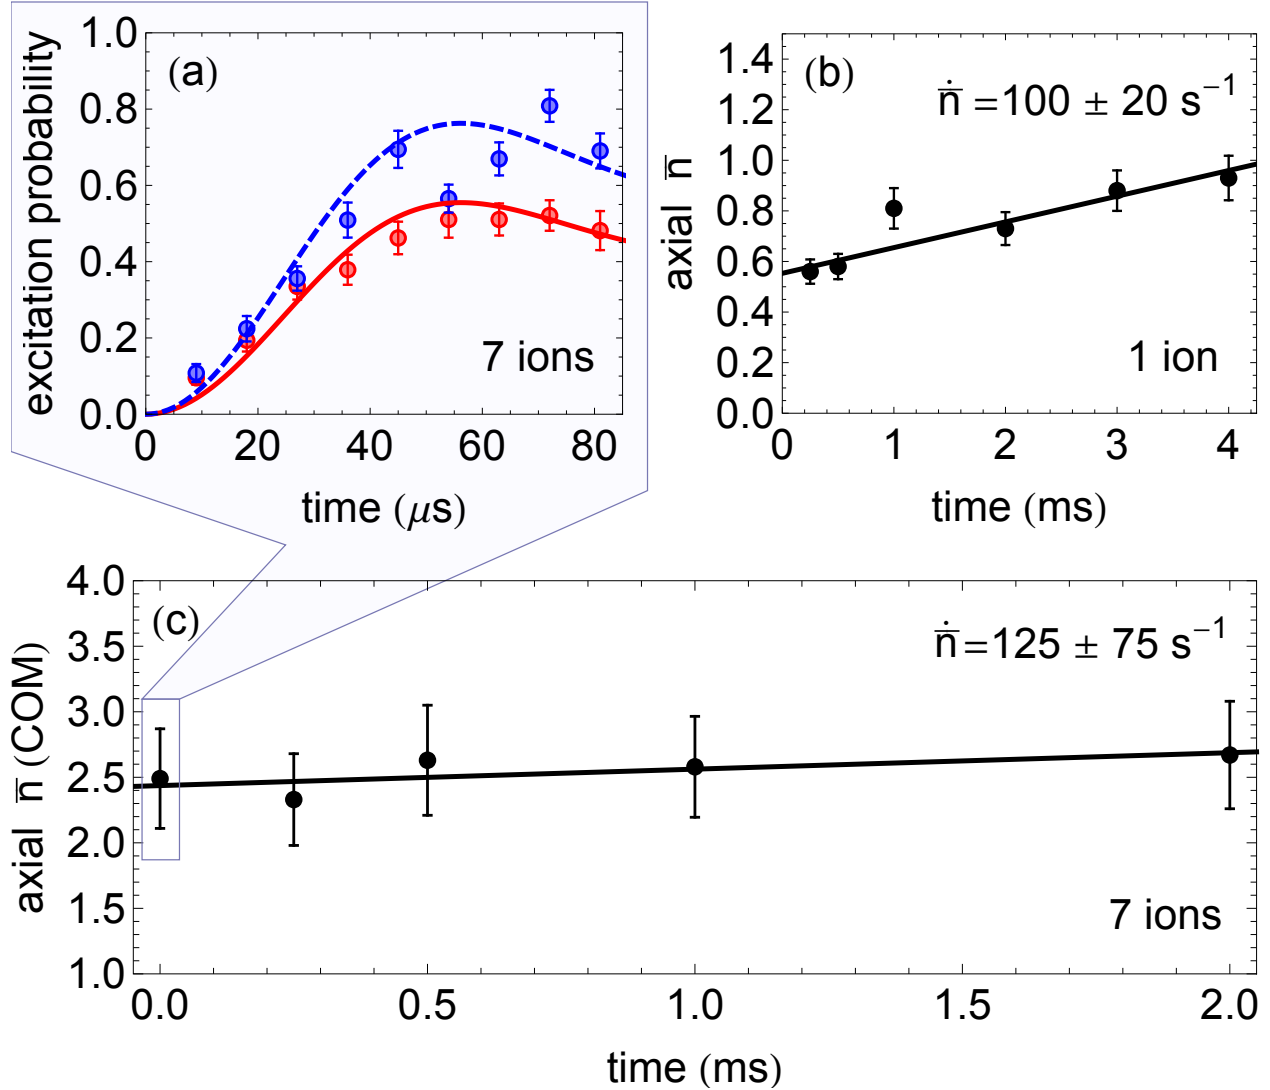 (a)
excitation probability
1.0
0.8
0.6
0.4
0.2
0.0
0 20 40 60 80
time (μs)
7 ions
(b)
ṅ̄ =100 ± 20 s⁻¹
axial n̄
1.4
1.2
1.0
0.8
0.6
0.4
0.2
0.0
0 1 2 3 4
time (ms)
1 ion
(c)
ṅ̄=125 ± 75 s⁻¹
axial n̄ (COM)
4.0
3.5
3.0
2.5
2.0
1.5
1.0
0.0 0.5 1.0 1.5 2.0
time (ms)
7 ions